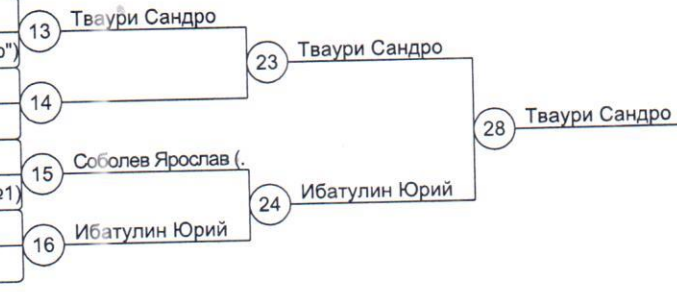 13 Тваури Сандро
р")
23 Тваури Сандро
14
28 Тваури Сандро
15 Соболев Ярослав (.
1)
24 Ибатулин Юрий
16 Ибатулин Юрий